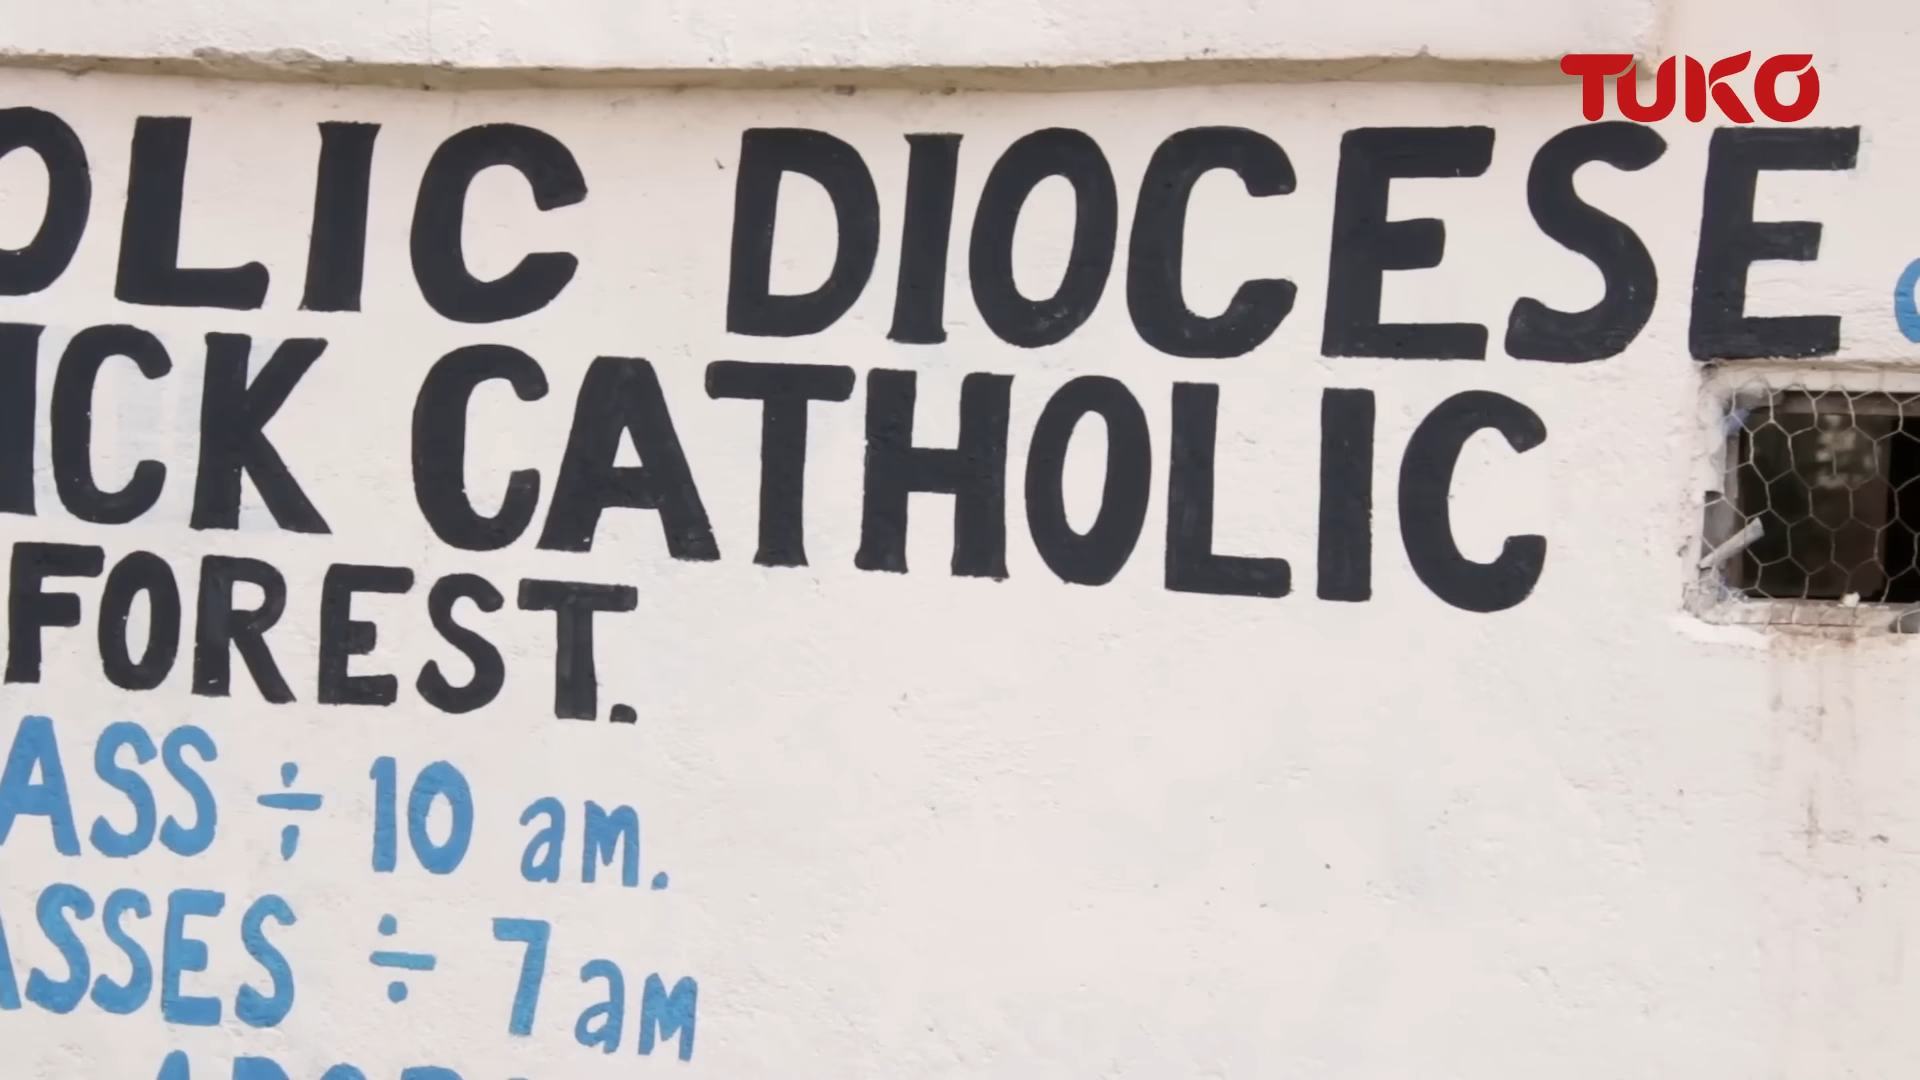 TUKO
OLIC DIOCESE
ICK CATHOLIC
FOREST.
ASS ÷ 10 am.
ASSES ÷ 7 am